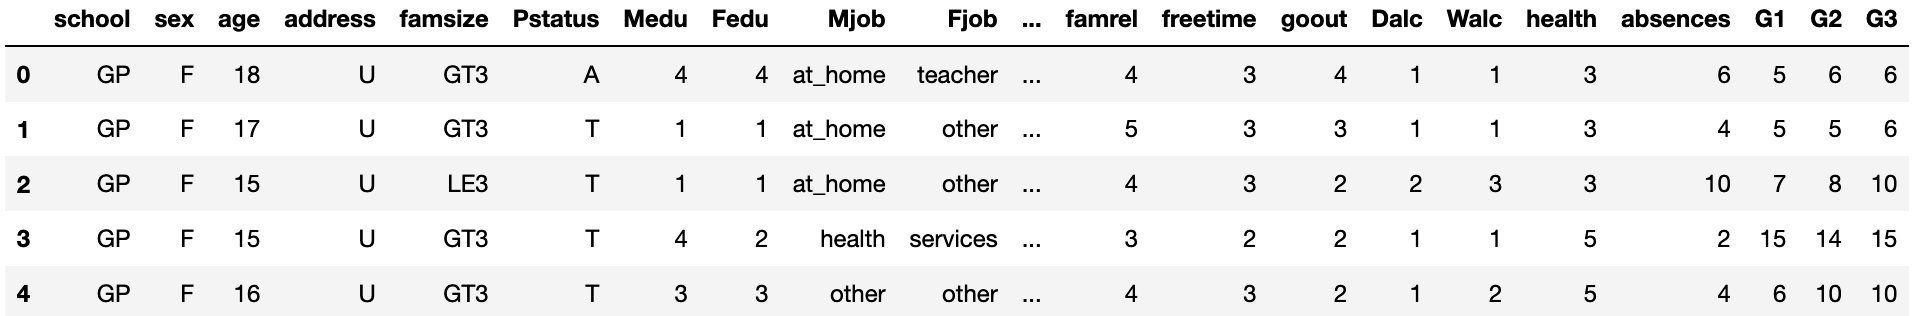 school sex age address famsize Pstatus Medu Fedu Mjob Fjob ... famrel freetime goout Dalc Walc health absences G1 G2 G3
0 GP F 18 U GT3 A 4 4 at_home teacher ... 4 3 4 1 1 3 6 5 6 6
1 GP F 17 U GT3 T 1 1 at_home other ... 5 3 3 1 1 3 4 5 5 6
2 GP F 15 U LE3 T 1 1 at_home other ... 4 3 2 2 3 3 10 7 8 10
3 GP F 15 U GT3 T 4 2 health services ... 3 2 2 1 1 5 2 15 14 15
4 GP F 16 U GT3 T 3 3 other other ... 4 3 2 1 2 5 4 6 10 10